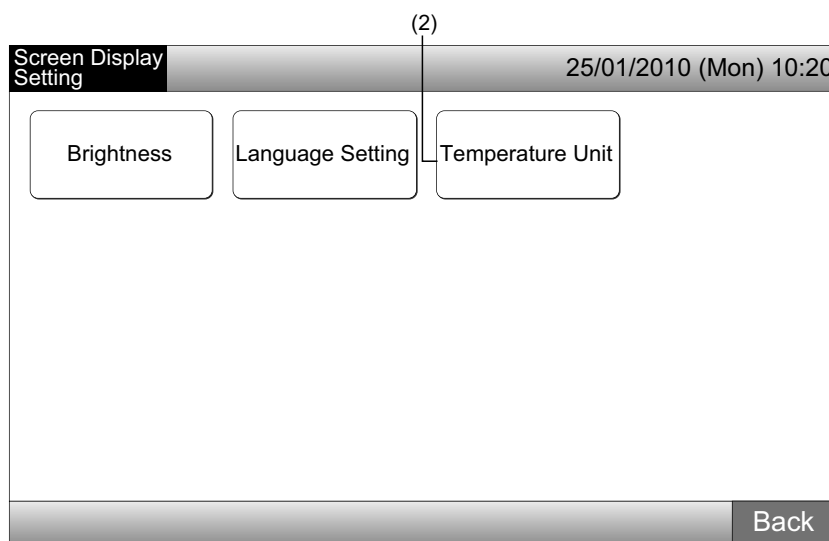 (2)
Screen Display
Setting
25/01/2010 (Mon) 10:20
Brightness
Language Setting
Temperature Unit
Back